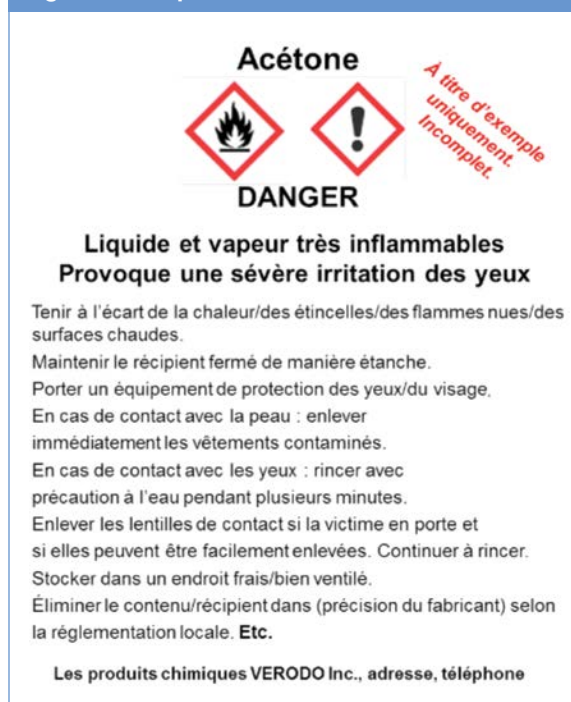 Acétone
À titre d'exemple
uniquement.
Incomplet.
DANGER
Liquide et vapeur très inflammables
Provoque une sévère irritation des yeux
Tenir à l'écart de la chaleur/des étincelles/des flammes nues/des
surfaces chaudes.
Maintenir le récipient fermé de manière étanche.
Porter un équipement de protection des yeux/du visage.
En cas de contact avec la peau : enlever
immédiatement les vêtements contaminés.
En cas de contact avec les yeux : rincer avec
précaution à l'eau pendant plusieurs minutes.
Enlever les lentilles de contact si la victime en porte et
si elles peuvent être facilement enlevées. Continuer à rincer.
Stocker dans un endroit frais/bien ventilé.
Éliminer le contenu/récipient dans (précision du fabricant) selon
la réglementation locale. Etc.
Les produits chimiques VERODO Inc., adresse, téléphone